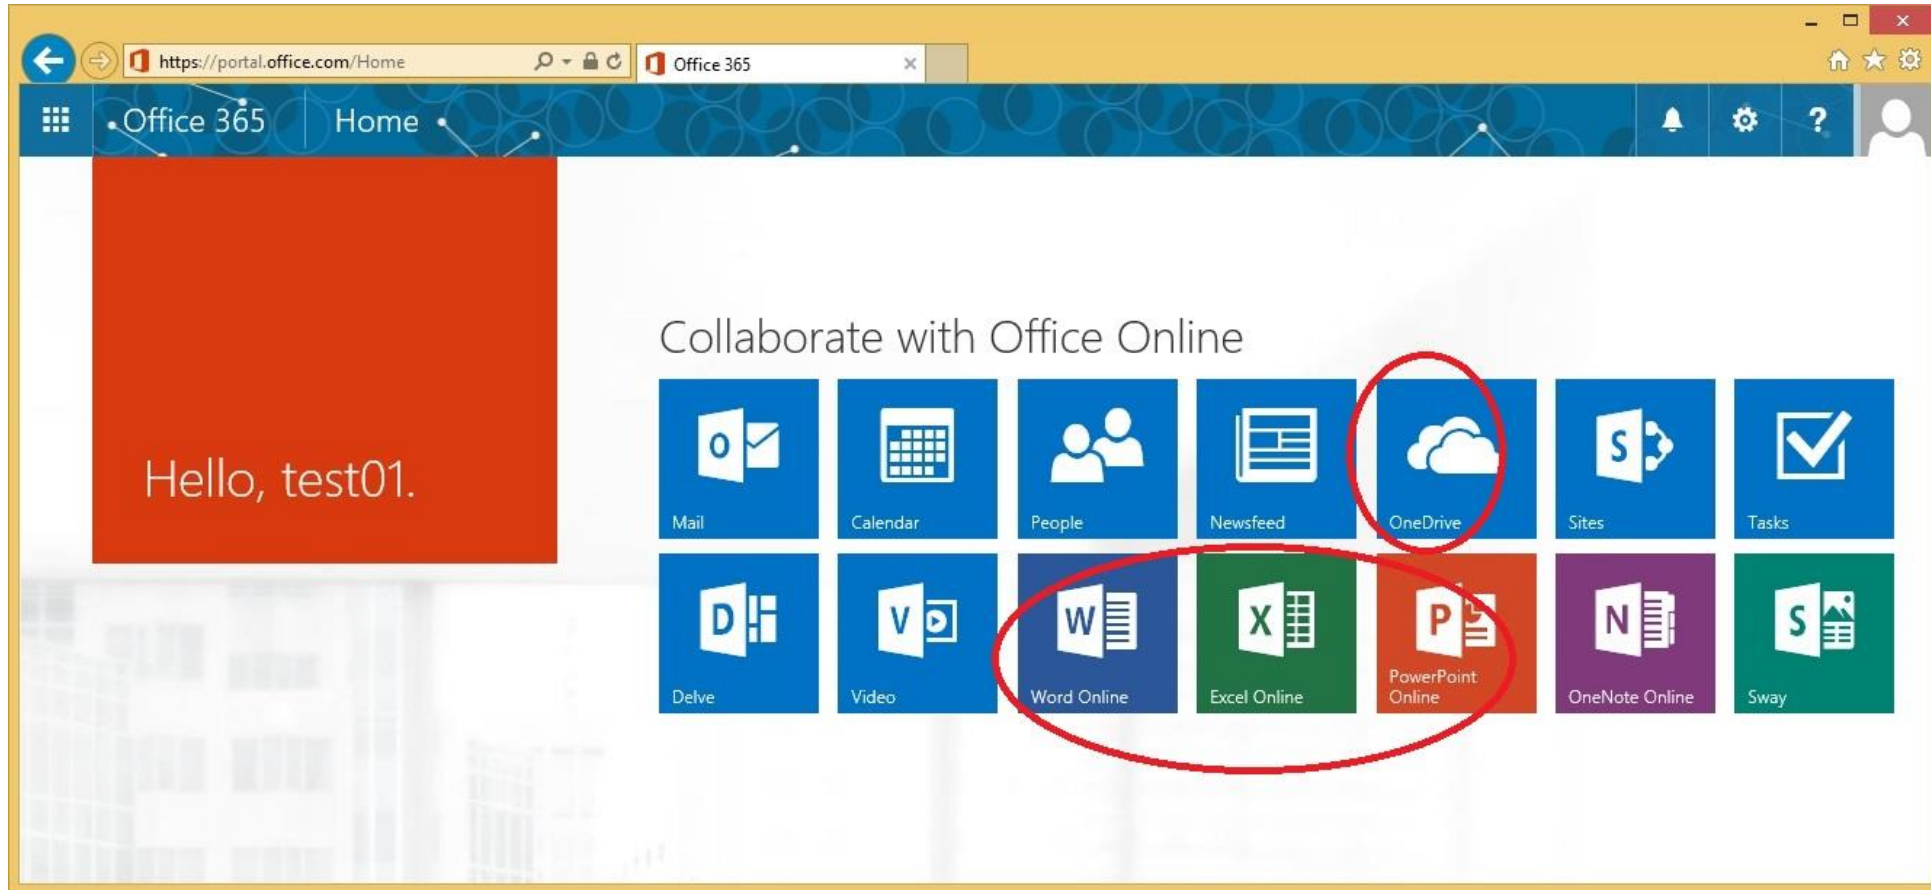 https://portal.office.com/Home
Office 365
Office 365
Home
?
Hello, test01.
Collaborate with Office Online
O
S
Mail
Calendar
People
Newsfeed
OneDrive
Sites
Tasks
D
V
W
X
P
N
S
Delve
Video
Word Online
Excel Online
PowerPoint
Online
OneNote Online
Sway